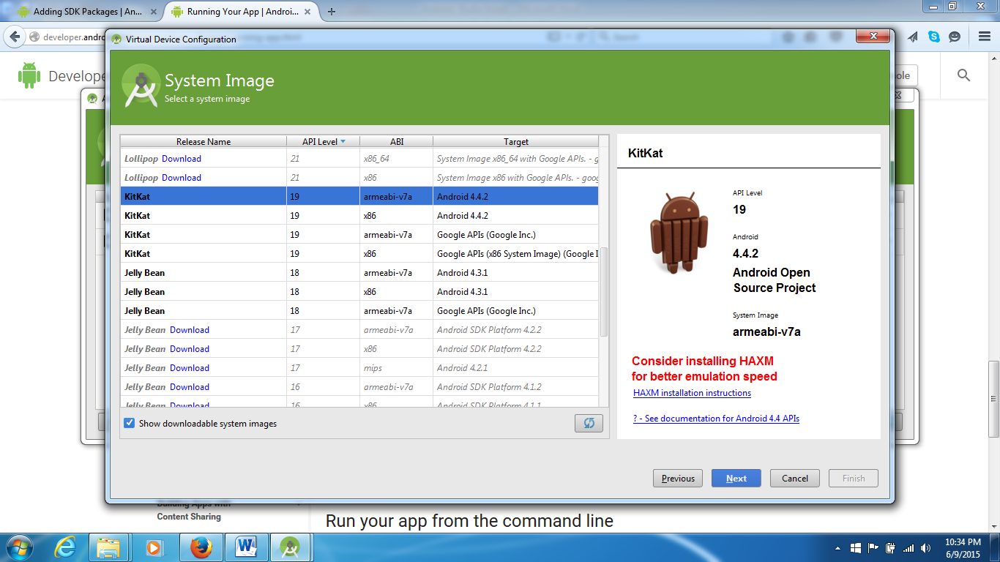 Adding SDK Packages | An...
Running Your App | Androi...
developer.andro
Search
Virtual Device Configuration
Develope
ole
System Image
Select a system image
Release Name API Level ABI Target
Lollipop Download 21 x86_64 System Image x86_64 with Google APIs. - g
Lollipop Download 21 x86 System Image x86 with Google APIs. - goog
KitKat 19 armeabi-v7a Android 4.4.2
KitKat 19 x86 Android 4.4.2
KitKat 19 armeabi-v7a Google APIs (Google Inc.)
KitKat 19 x86 Google APIs (x86 System Image) (Google I
Jelly Bean 18 armeabi-v7a Android 4.3.1
Jelly Bean 18 x86 Android 4.3.1
Jelly Bean 18 armeabi-v7a Google APIs (Google Inc.)
Jelly Bean Download 17 armeabi-v7a Android SDK Platform 4.2.2
Jelly Bean Download 17 x86 Android SDK Platform 4.2.2
Jelly Bean Download 17 mips Android 4.2.1
Jelly Bean Download 16 armeabi-v7a Android SDK Platform 4.1.2
Jelly Bean Download 16 x86 Android SDK Platform 4.1.1
Show downloadable system images
KitKat
API Level
19
Android
4.4.2
Android Open
Source Project
System Image
armeabi-v7a
Consider installing HAXM
for better emulation speed
HAXM installation instructions
? - See documentation for Android 4.4 APIs
Previous Next Cancel Finish
Building Apps with
Content Sharing
Run your app from the command line
10:34 PM
6/9/2015